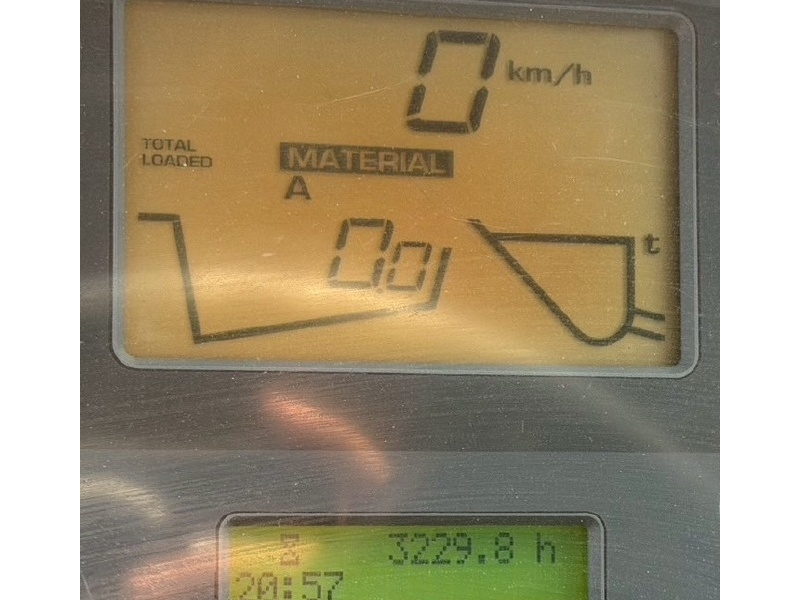 0 km/h
TOTAL
LOADED
MATERIAL
A
0.0
t
3229.8 h
20:57